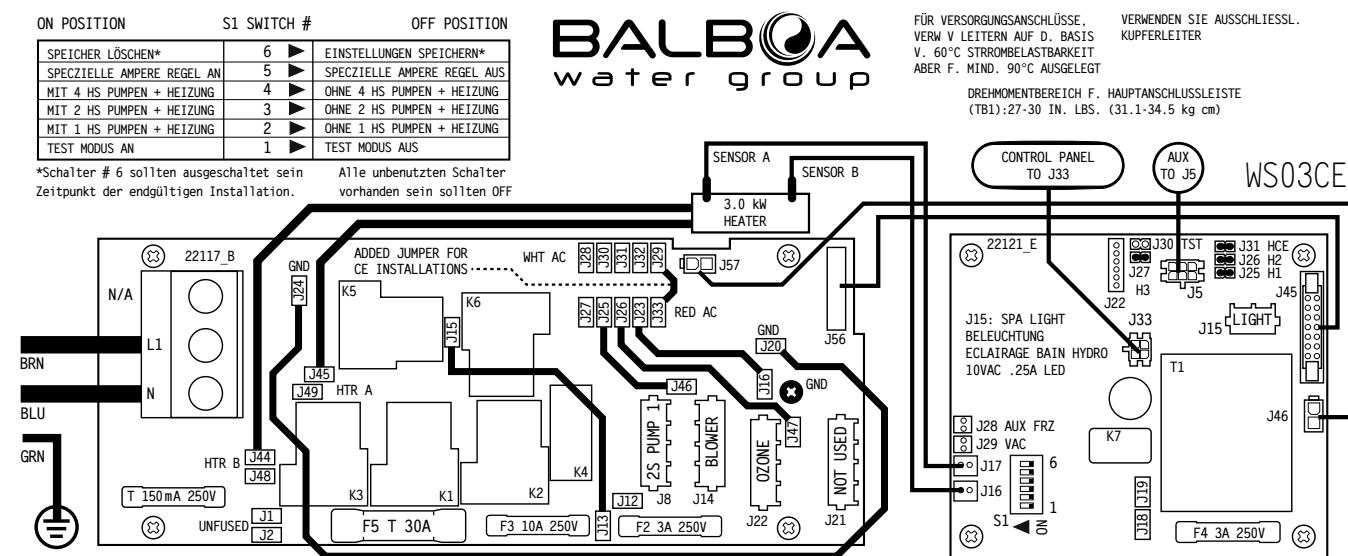 ON POSITION S1 SWITCH # OFF POSITION
SPEICHER LÖSCHEN* 6 ▶ EINSTELLUNGEN SPEICHERN*
SPECZIELLE AMPERE REGEL AN 5 ▶ SPECZIELLE AMPERE REGEL AUS
MIT 4 HS PUMPEN + HEIZUNG 4 ▶ OHNE 4 HS PUMPEN + HEIZUNG
MIT 2 HS PUMPEN + HEIZUNG 3 ▶ OHNE 2 HS PUMPEN + HEIZUNG
MIT 1 HS PUMPEN + HEIZUNG 2 ▶ OHNE 1 HS PUMPEN + HEIZUNG
TEST MODUS AN 1 ▶ TEST MODUS AUS
*Schalter # 6 sollten ausgeschaltet sein
Zeitpunkt der endgültigen Installation.
Alle unbenutzten Schalter
vorhanden sein sollten OFF
BALBOA
water group
FÜR VERSORGUNGSANSCHLÜSSE,
VERW V LEITERN AUF D. BASIS
V. 60°C STRROMBELASTBARKEIT
ABER F. MIND. 90°C AUSGELEGT
VERWENDEN SIE AUSSCHLIESSL.
KUPFERLEITER
DREHMOMENTBEREICH F. HAUPTANSCHLUSSLEISTE
(TB1):27-30 IN. LBS. (31.1-34.5 kg cm)
SENSOR A
SENSOR B
3.0 kW
HEATER
CONTROL PANEL
TO J33
AUX
TO J5
WS03CE
22117_B
GND
J24
ADDED JUMPER FOR
CE INSTALLATIONS
WHT AC
J28
J30
J31
J32
J29
J57
N/A
K5
K6
J15
J27
J25
J26
J23
J33
RED AC
J56
L1
BRN
GND
J20
J45
J49
HTR A
J46
J16
GND
N
BLU
GRN
J44
HTR B
J48
K3
K1
K2
K4
2S PUMP 1
J8
BLOWER
J14
OZONE
J22
J47
NOT USED
J21
T 150mA 250V
UNFUSED
J1
J2
F5 T 30A
F3 10A 250V
J13
J12
F2 3A 250V
22121_E
J30 TST
J27
H3
J22
J5
J31 HCE
J26 H2
J25 H1
J45
J15
LIGHT
J33
J15: SPA LIGHT
BELEUCHTUNG
ECLAIRAGE BAIN HYDRO
10VAC .25A LED
T1
K7
J46
J28 AUX FRZ
J29 VAC
J17
J16
6
1
S1
ON
J19
J18
F4 3A 250V